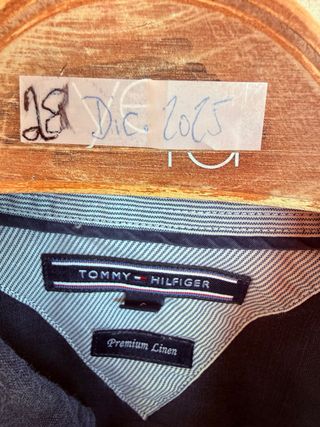 28 Dic. 2025
TOMMY HILFIGER
Premium Linen